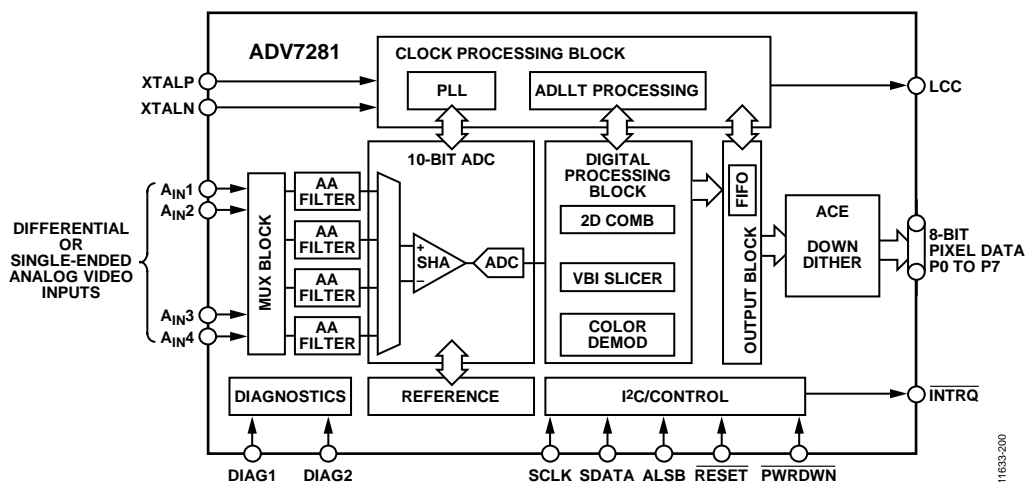 ADV7281
CLOCK PROCESSING BLOCK
XTALP
XTALN
PLL
ADLLT PROCESSING
LCC
10-BIT ADC
DIGITAL
PROCESSING
BLOCK
OUTPUT BLOCK
FIFO
AIN1
AIN2
DIFFERENTIAL
OR
SINGLE-ENDED
ANALOG VIDEO
INPUTS
AIN3
AIN4
MUX BLOCK
AA
FILTER
AA
FILTER
AA
FILTER
AA
FILTER
+
SHA
–
ADC
2D COMB
VBI SLICER
COLOR
DEMOD
ACE
DOWN
DITHER
8-BIT
PIXEL DATA
P0 TO P7
DIAGNOSTICS
REFERENCE
I2C/CONTROL
INTRQ
DIAG1
DIAG2
SCLK
SDATA
ALSB
RESET
PWRDWN
11633-200